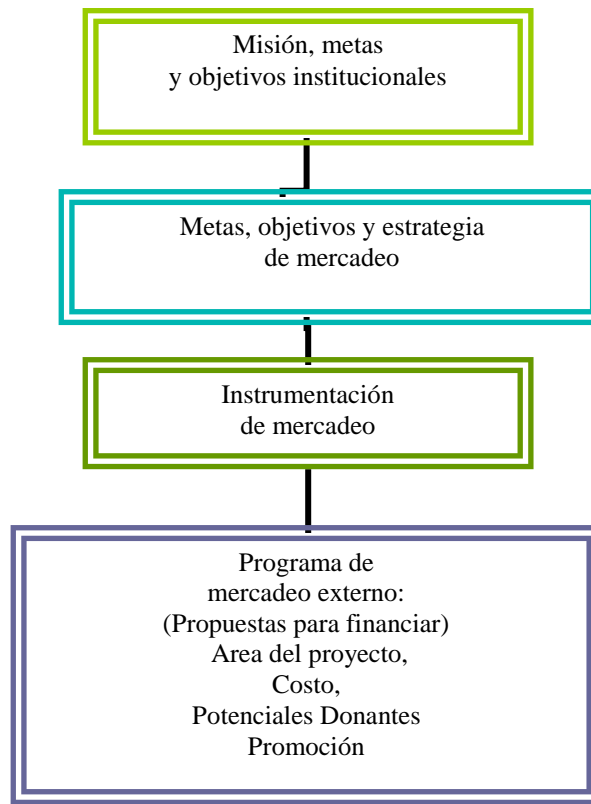 Misión, metas
y objetivos institucionales
Metas, objetivos y estrategia
de mercadeo
Instrumentación
de mercadeo
Programa de
mercadeo externo:
(Propuestas para financiar)
Area del proyecto,
Costo,
Potenciales Donantes
Promoción